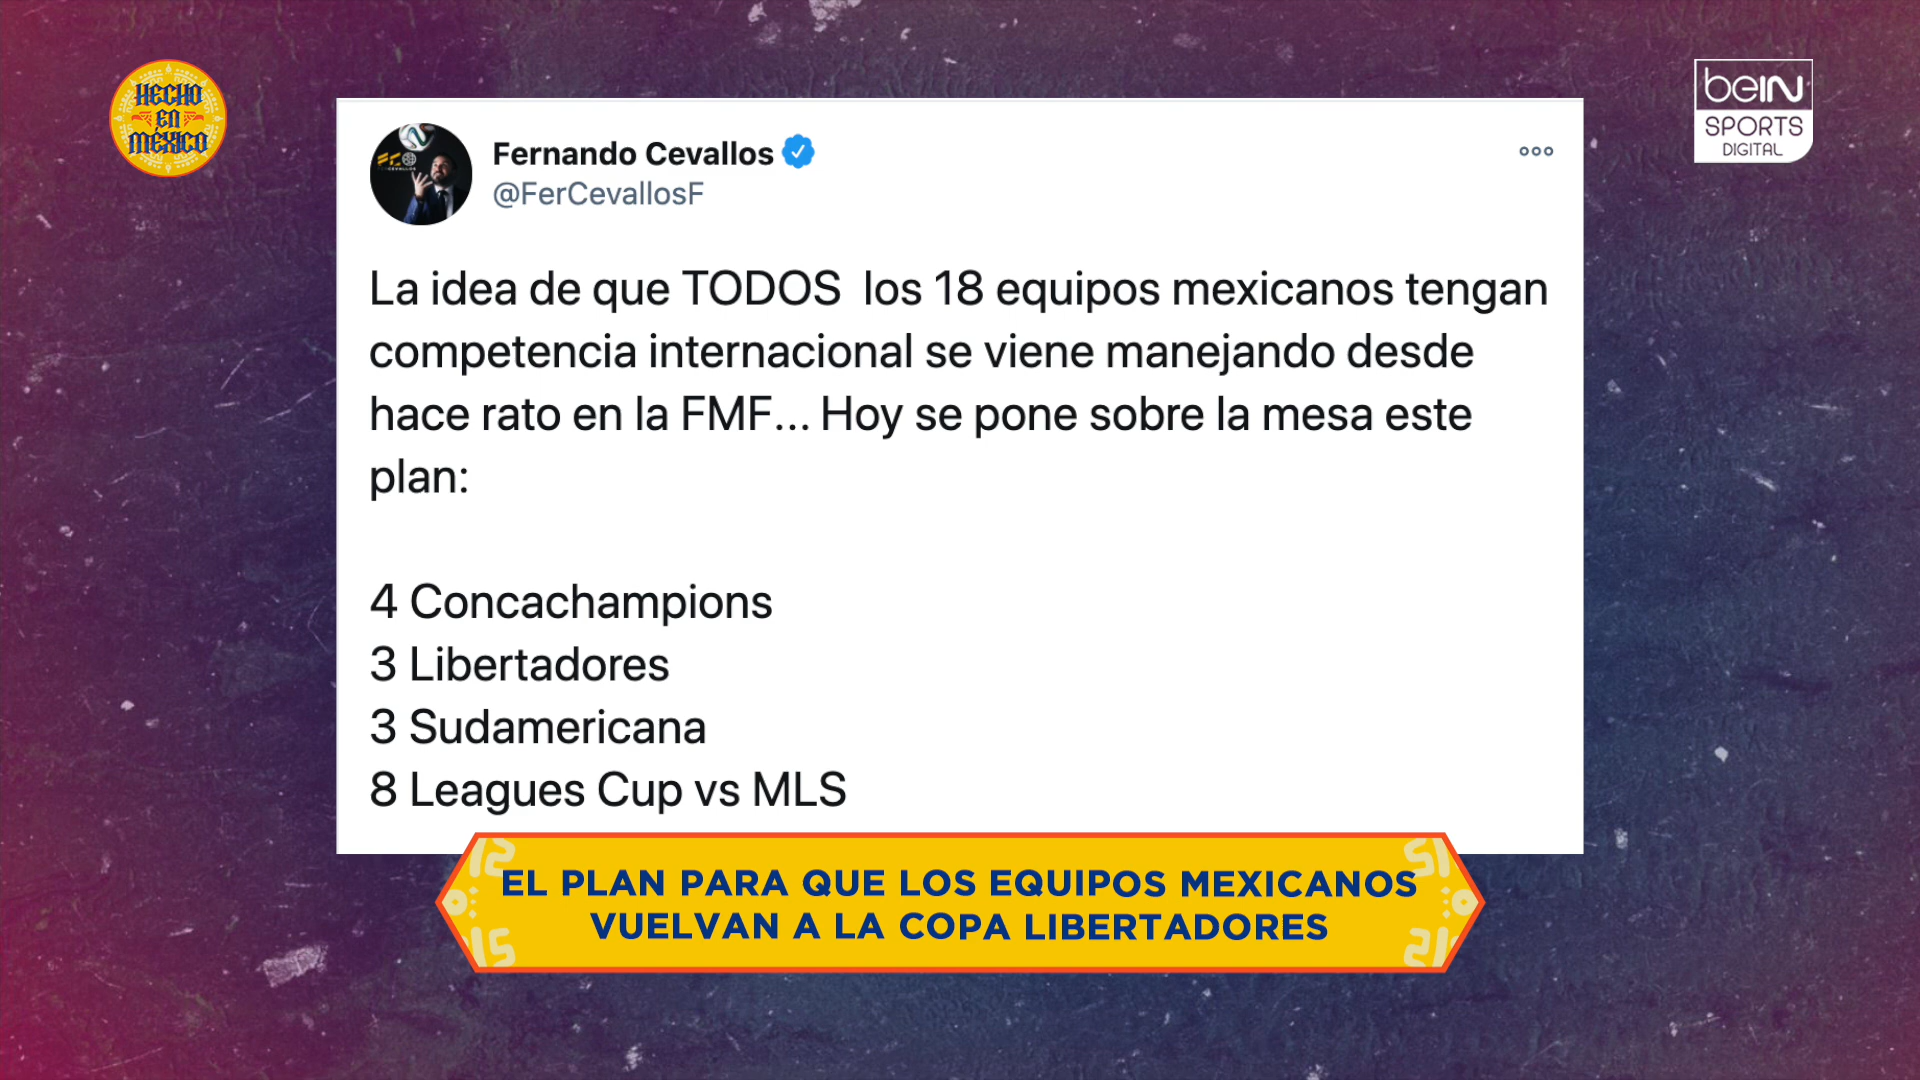 HECHO
EN
MÉXICO
beIN
SPORTS
DIGITAL
Fernando Cevallos
@FerCevallosF
La idea de que TODOS  los 18 equipos mexicanos tengan
competencia internacional se viene manejando desde
hace rato en la FMF... Hoy se pone sobre la mesa este
plan:
4 Concachampions
3 Libertadores
3 Sudamericana
8 Leagues Cup vs MLS
EL PLAN PARA QUE LOS EQUIPOS MEXICANOS
VUELVAN A LA COPA LIBERTADORES